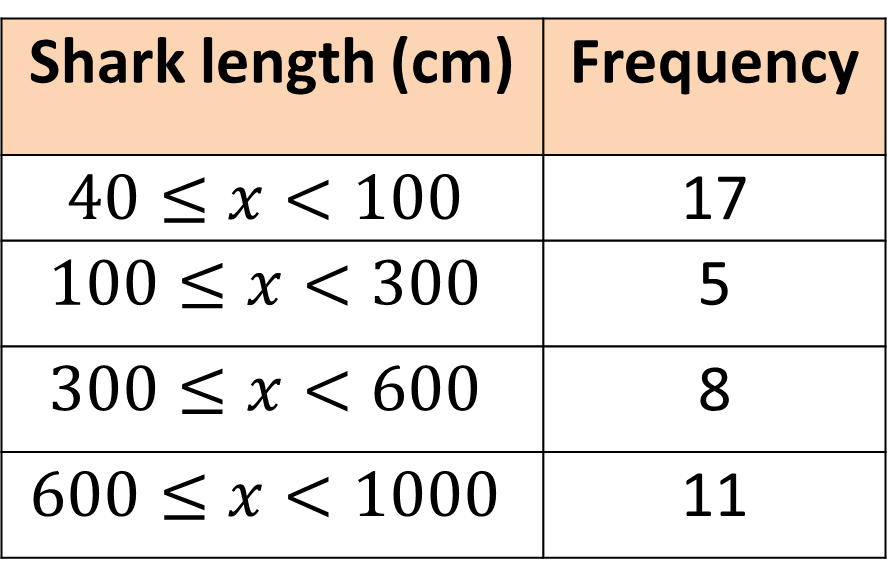 Shark length (cm) Frequency
40 ≤ 𝑥 < 100 17
100 ≤ 𝑥 < 300 5
300 ≤ 𝑥 < 600 8
600 ≤ 𝑥 < 1000 11